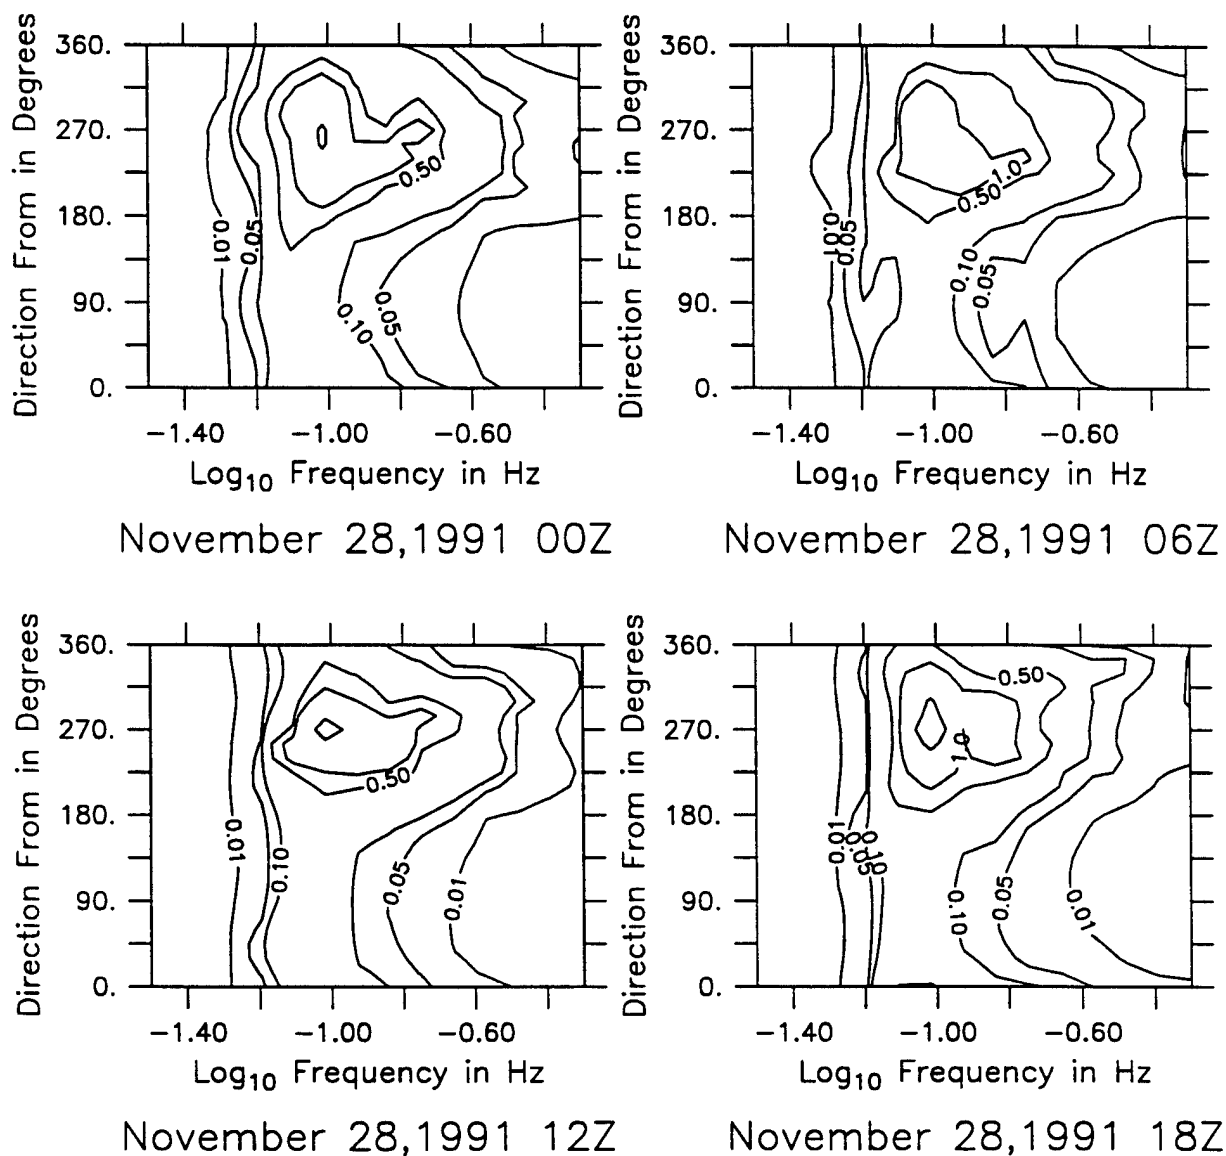 Direction From in Degrees
360.
270.
180.
90.
0.
0.01
0.05
0.50
0.10
0.05
-1.40 -1.00 -0.60
Log10 Frequency in Hz
November 28,1991 00Z
Direction From in Degrees
360.
270.
180.
90.
0.
0.01
0.05
1.0
0.50
0.10
0.05
-1.40 -1.00 -0.60
Log10 Frequency in Hz
November 28,1991 06Z
Direction From in Degrees
360.
270.
180.
90.
0.
0.01
0.10
0.50
0.05
0.01
-1.40 -1.00 -0.60
Log10 Frequency in Hz
November 28,1991 12Z
Direction From in Degrees
360.
270.
180.
90.
0.
0.50
1.0
0.01
0.05
0.10
0.10
0.05
0.01
-1.40 -1.00 -0.60
Log10 Frequency in Hz
November 28,1991 18Z